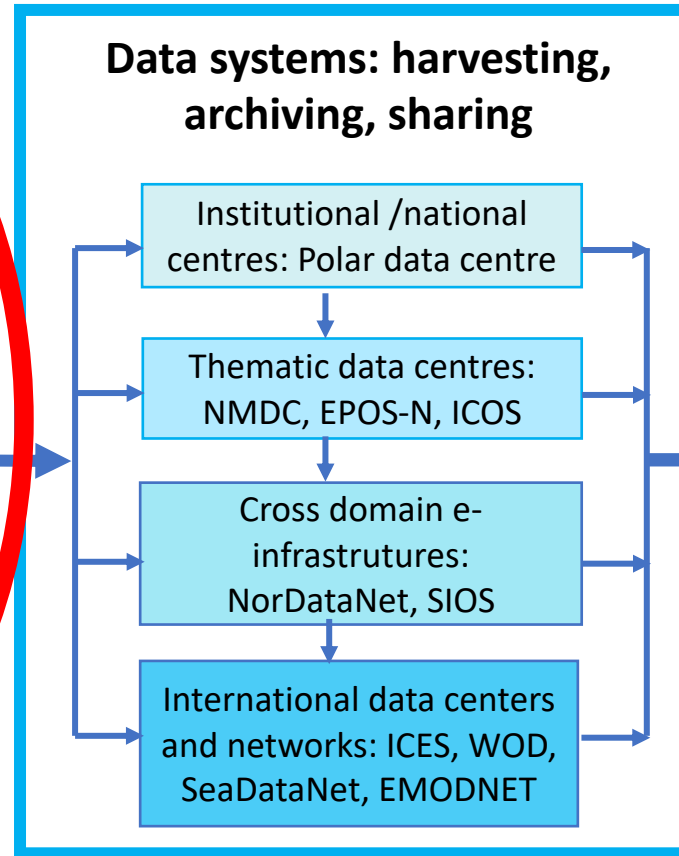 Data systems: harvesting,
archiving, sharing
Institutional /national
centres: Polar data centre
Thematic data centres:
NMDC, EPOS-N, ICOS
Cross domain e-
infrastrutures:
NorDataNet, SIOS
International data centers
and networks: ICES, WOD,
SeaDataNet, EMODNET